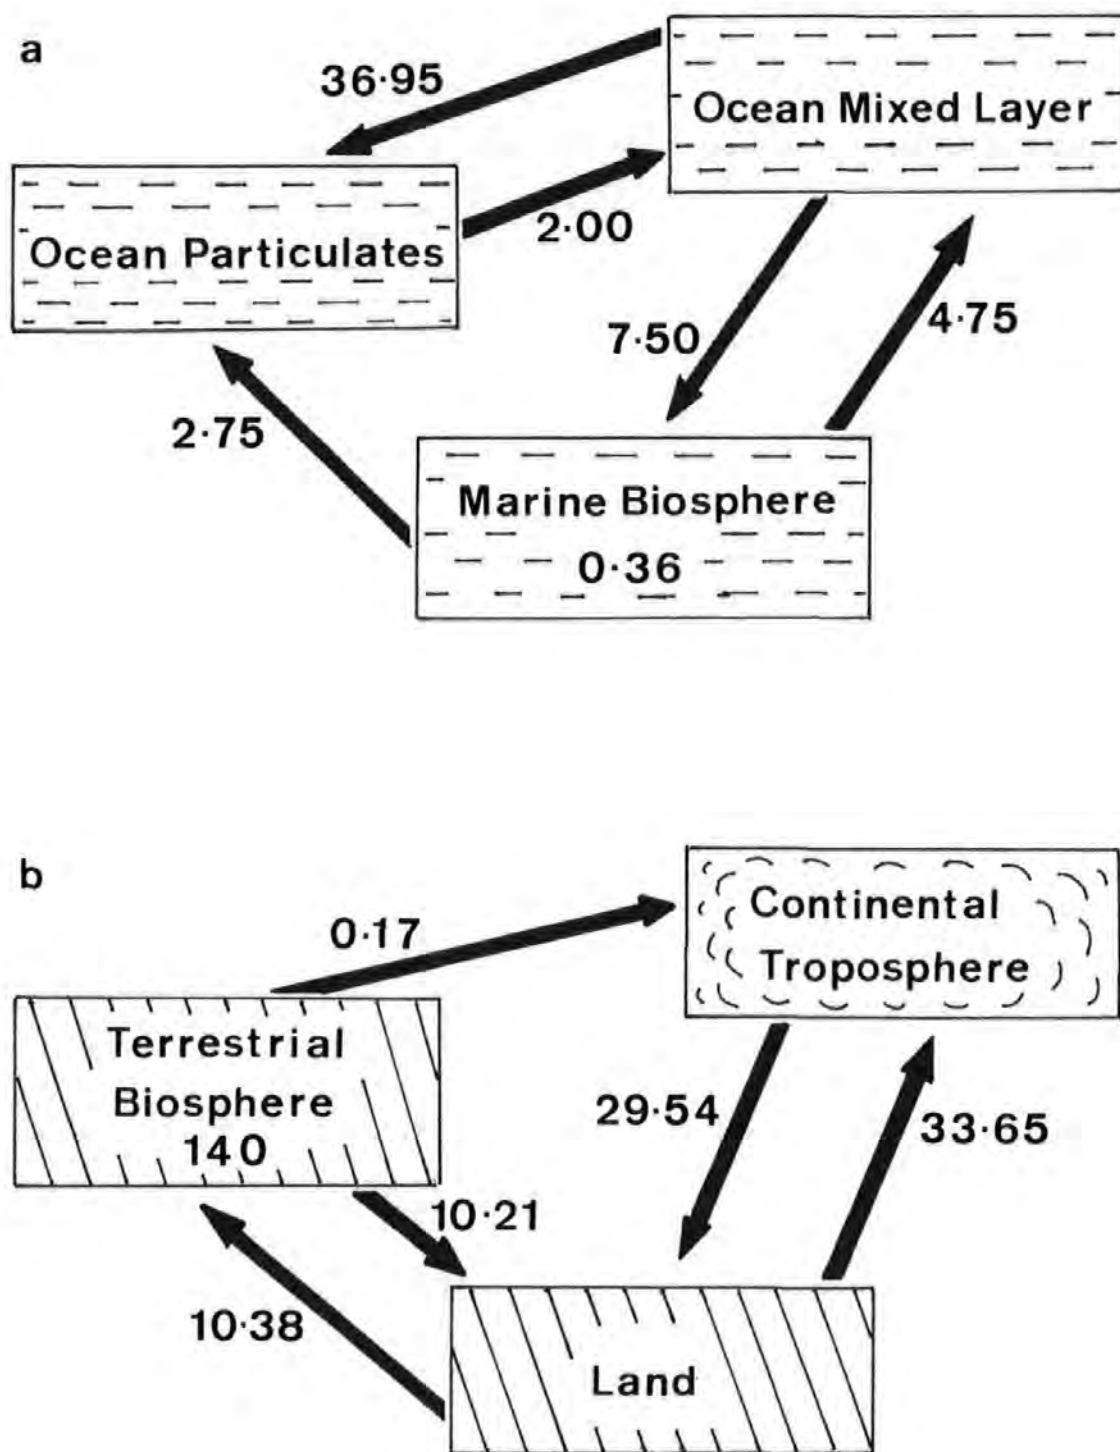 a
36·95
Ocean Mixed Layer
2·00
Ocean Particulates
7·50
4·75
2·75
Marine Biosphere
0·36
b
0·17
Continental
Troposphere
Terrestrial
Biosphere
140
29·54
33·65
10·21
10·38
Land